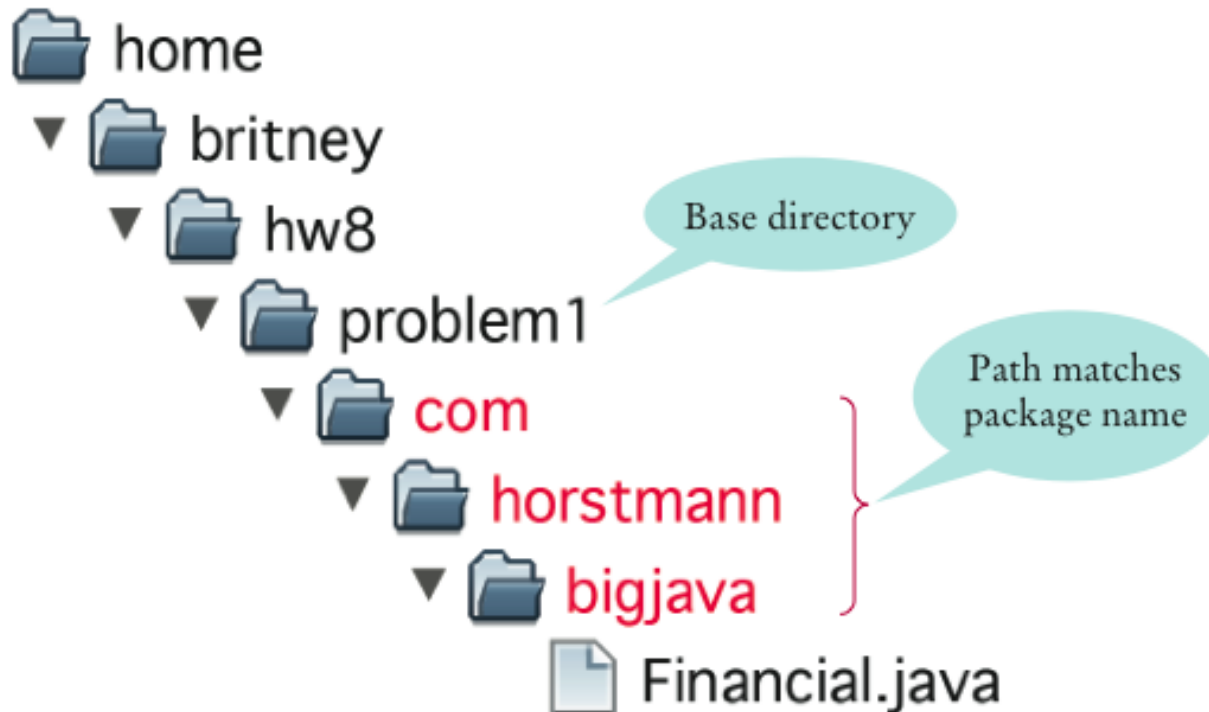 home
britney
hw8
Base directory
problem1
com
Path matches
package name
horstmann
bigjava
Financial.java